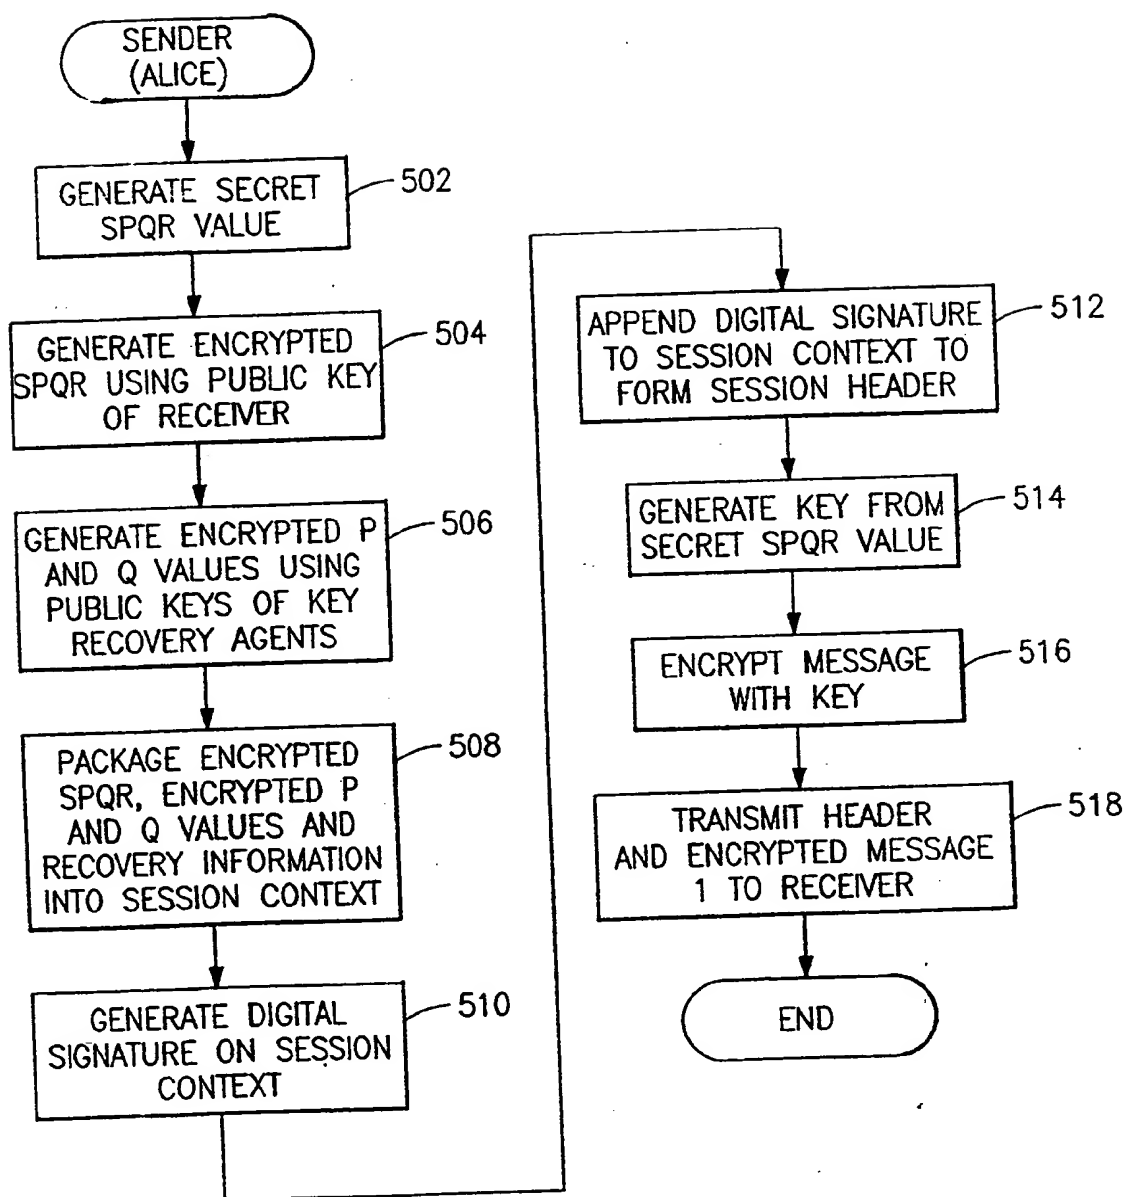 SENDER
(ALICE)
GENERATE SECRET
SPQR VALUE
502
GENERATE ENCRYPTED
SPQR USING PUBLIC KEY
OF RECEIVER
504
GENERATE ENCRYPTED P
AND Q VALUES USING
PUBLIC KEYS OF KEY
RECOVERY AGENTS
506
PACKAGE ENCRYPTED
SPQR, ENCRYPTED P
AND Q VALUES AND
RECOVERY INFORMATION
INTO SESSION CONTEXT
508
GENERATE DIGITAL
SIGNATURE ON SESSION
CONTEXT
510
APPEND DIGITAL SIGNATURE
TO SESSION CONTEXT TO
FORM SESSION HEADER
512
GENERATE KEY FROM
SECRET SPQR VALUE
514
ENCRYPT MESSAGE
WITH KEY
516
TRANSMIT HEADER
AND ENCRYPTED MESSAGE
1 TO RECEIVER
518
END